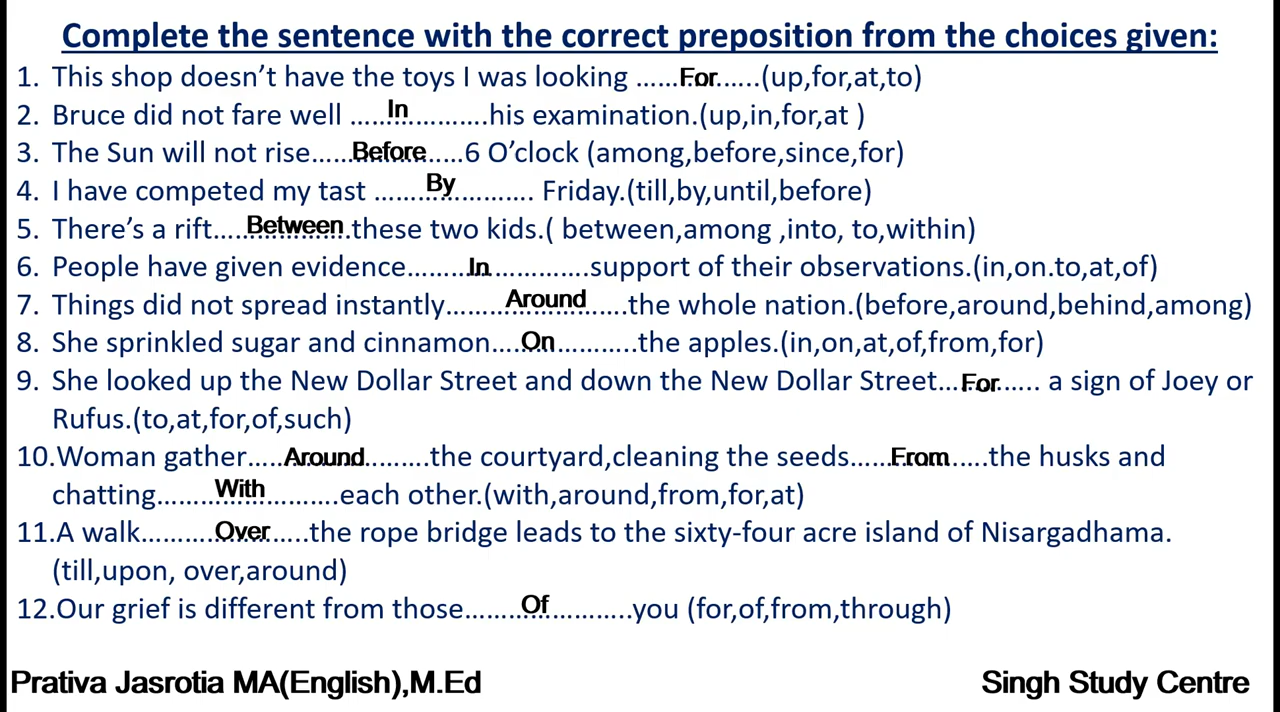 Complete the sentence with the correct preposition from the choices given:
1. This shop doesn't have the toys I was looking ......For......(up,for,at,to)
2. Bruce did not fare well ......In...........his examination.(up,in,for,at )
3. The Sun will not rise......Before......6 O'clock (among,before,since,for)
4. I have competed my tast .......By.......... Friday.(till,by,until,before)
5. There's a rift....Between.these two kids.( between,among ,into, to,within)
6. People have given evidence........In.............support of their observations.(in,on.to,at,of)
7. Things did not spread instantly........Around......the whole nation.(before,around,behind,among)
8. She sprinkled sugar and cinnamon.....On...........the apples.(in,on,at,of,from,for)
9. She looked up the New Dollar Street and down the New Dollar Street...For..... a sign of Joey or
Rufus.(to,at,for,of,such)
10.Woman gather.....Around.........the courtyard,cleaning the seeds......From.....the husks and
chatting........With..........each other.(with,around,from,for,at)
11.A walk.........Over.....the rope bridge leads to the sixty-four acre island of Nisargadhama.
(till,upon, over,around)
12.Our grief is different from those.......Of...........you (for,of,from,through)
Prativa Jasrotia MA(English),M.Ed Singh Study Centre